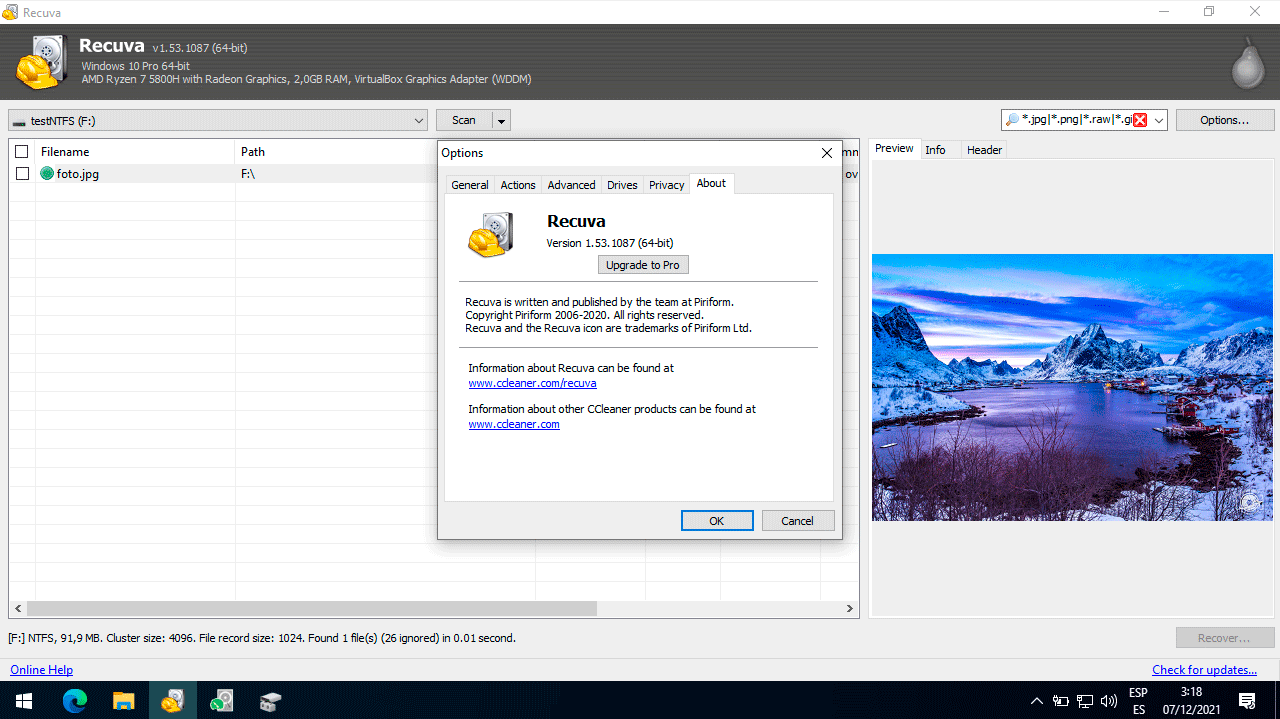 Recuva
Recuva v1.53.1087 (64-bit)
Windows 10 Pro 64-bit
AMD Ryzen 7 5800H with Radeon Graphics, 2,0GB RAM, VirtualBox Graphics Adapter (WDDM)
testNTFS (F:)
Scan
*.jpg|*.png|*.raw|*.gi
Options...
Filename
Path
foto.jpg
F:\
Options
General
Actions
Advanced
Drives
Privacy
About
Recuva
Version 1.53.1087 (64-bit)
Upgrade to Pro
Recuva is written and published by the team at Piriform.
Copyright Piriform 2006-2020. All rights reserved.
Recuva and the Recuva icon are trademarks of Piriform Ltd.
Information about Recuva can be found at
www.ccleaner.com/recuva
Information about other CCleaner products can be found at
www.ccleaner.com
OK
Cancel
mn
ov
Preview
Info
Header
[F:] NTFS, 91,9 MB. Cluster size: 4096. File record size: 1024. Found 1 file(s) (26 ignored) in 0.01 second.
Recover...
Online Help
Check for updates...
ESP
ES
3:18
07/12/2021